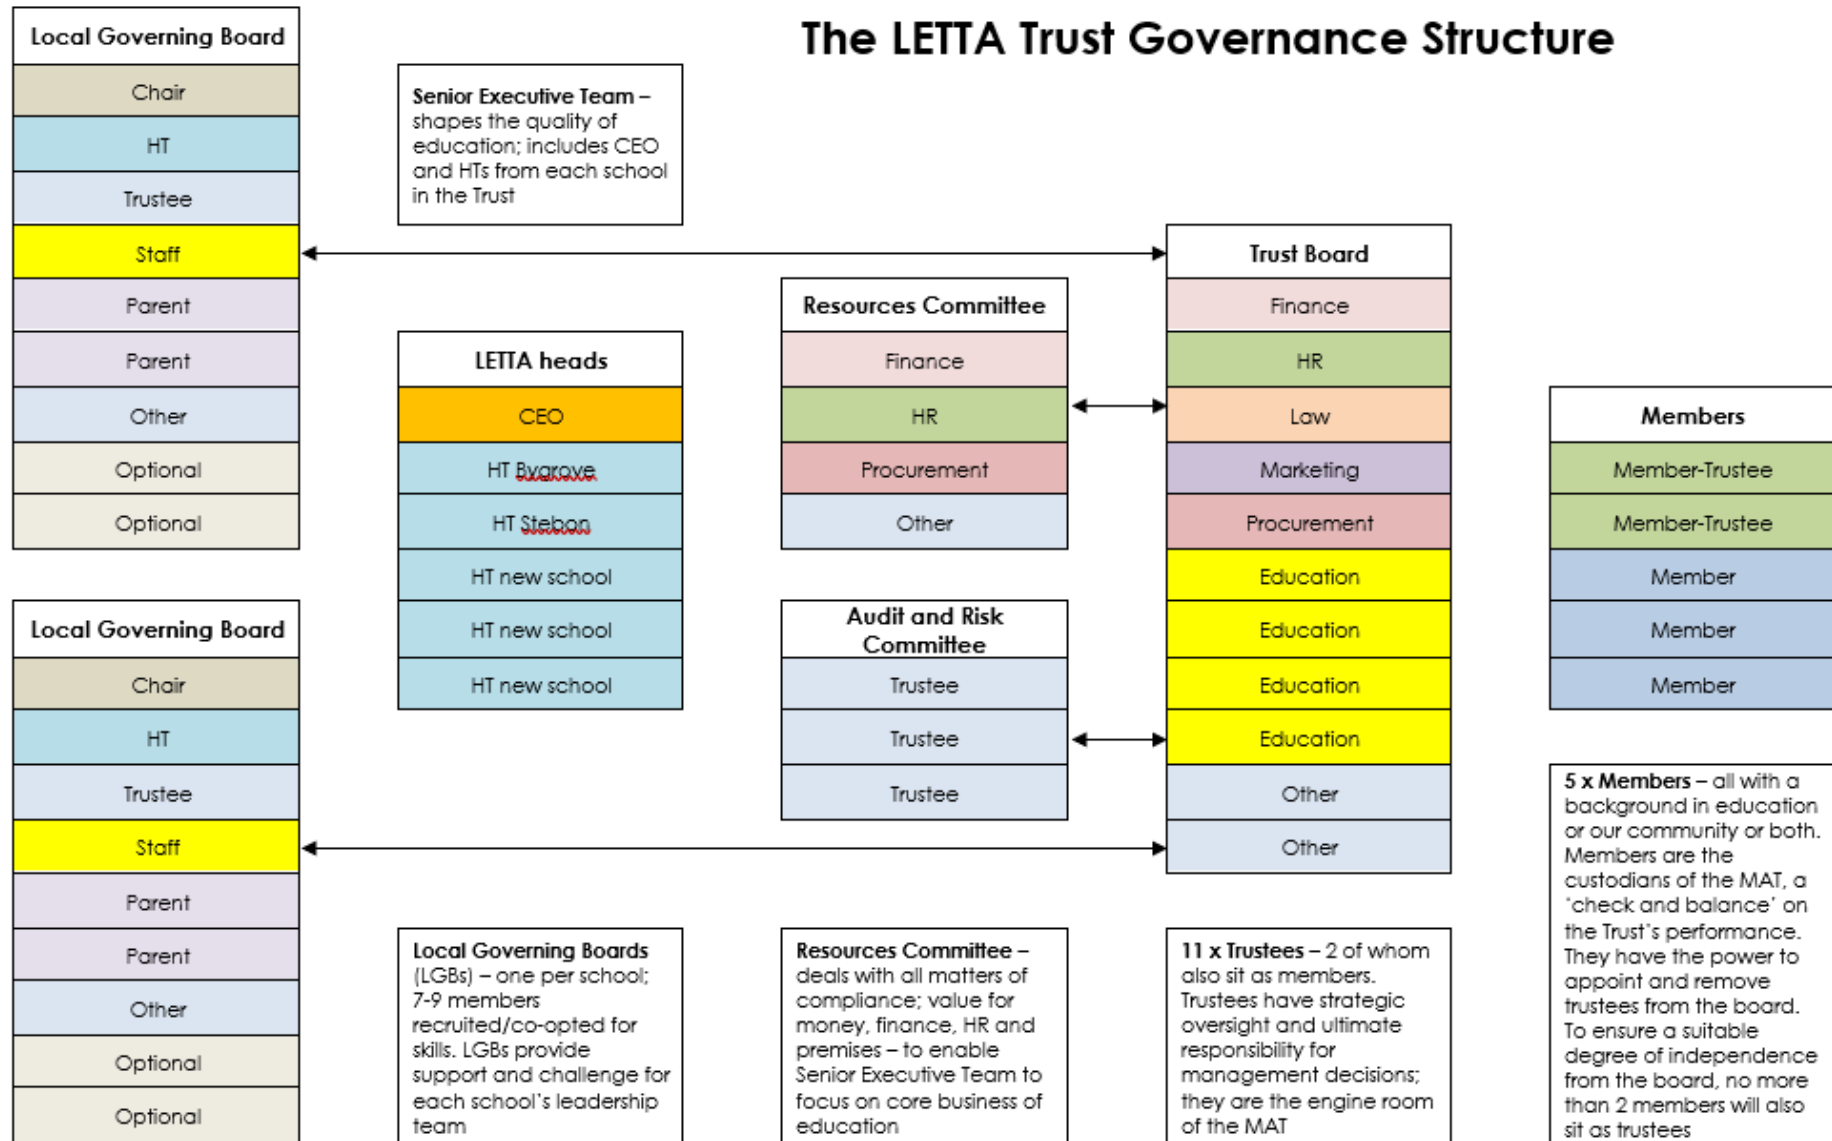 The LETTA Trust Governance Structure
Local Governing Board
Chair
HT
Trustee
Staff
Parent
Parent
Other
Optional
Optional
Local Governing Board
Chair
HT
Trustee
Staff
Parent
Parent
Other
Optional
Optional
Senior Executive Team –
shapes the quality of
education; includes CEO
and HTs from each school
in the Trust
LETTA heads
CEO
HT Bygrove
HT Stebon
HT new school
HT new school
HT new school
Local Governing Boards
(LGBs) – one per school;
7-9 members
recruited/co-opted for
skills. LGBs provide
support and challenge for
each school's leadership
team
Resources Committee
Finance
HR
Procurement
Other
Audit and Risk
Committee
Trustee
Trustee
Trustee
Resources Committee –
deals with all matters of
compliance; value for
money, finance, HR and
premises – to enable
Senior Executive Team to
focus on core business of
education
Trust Board
Finance
HR
Law
Marketing
Procurement
Education
Education
Education
Education
Other
Other
11 x Trustees – 2 of whom
also sit as members.
Trustees have strategic
oversight and ultimate
responsibility for
management decisions;
they are the engine room
of the MAT
Members
Member-Trustee
Member-Trustee
Member
Member
Member
5 x Members – all with a
background in education
or our community or both.
Members are the
custodians of the MAT, a
'check and balance' on
the Trust's performance.
They have the power to
appoint and remove
trustees from the board.
To ensure a suitable
degree of independence
from the board, no more
than 2 members will also
sit as trustees